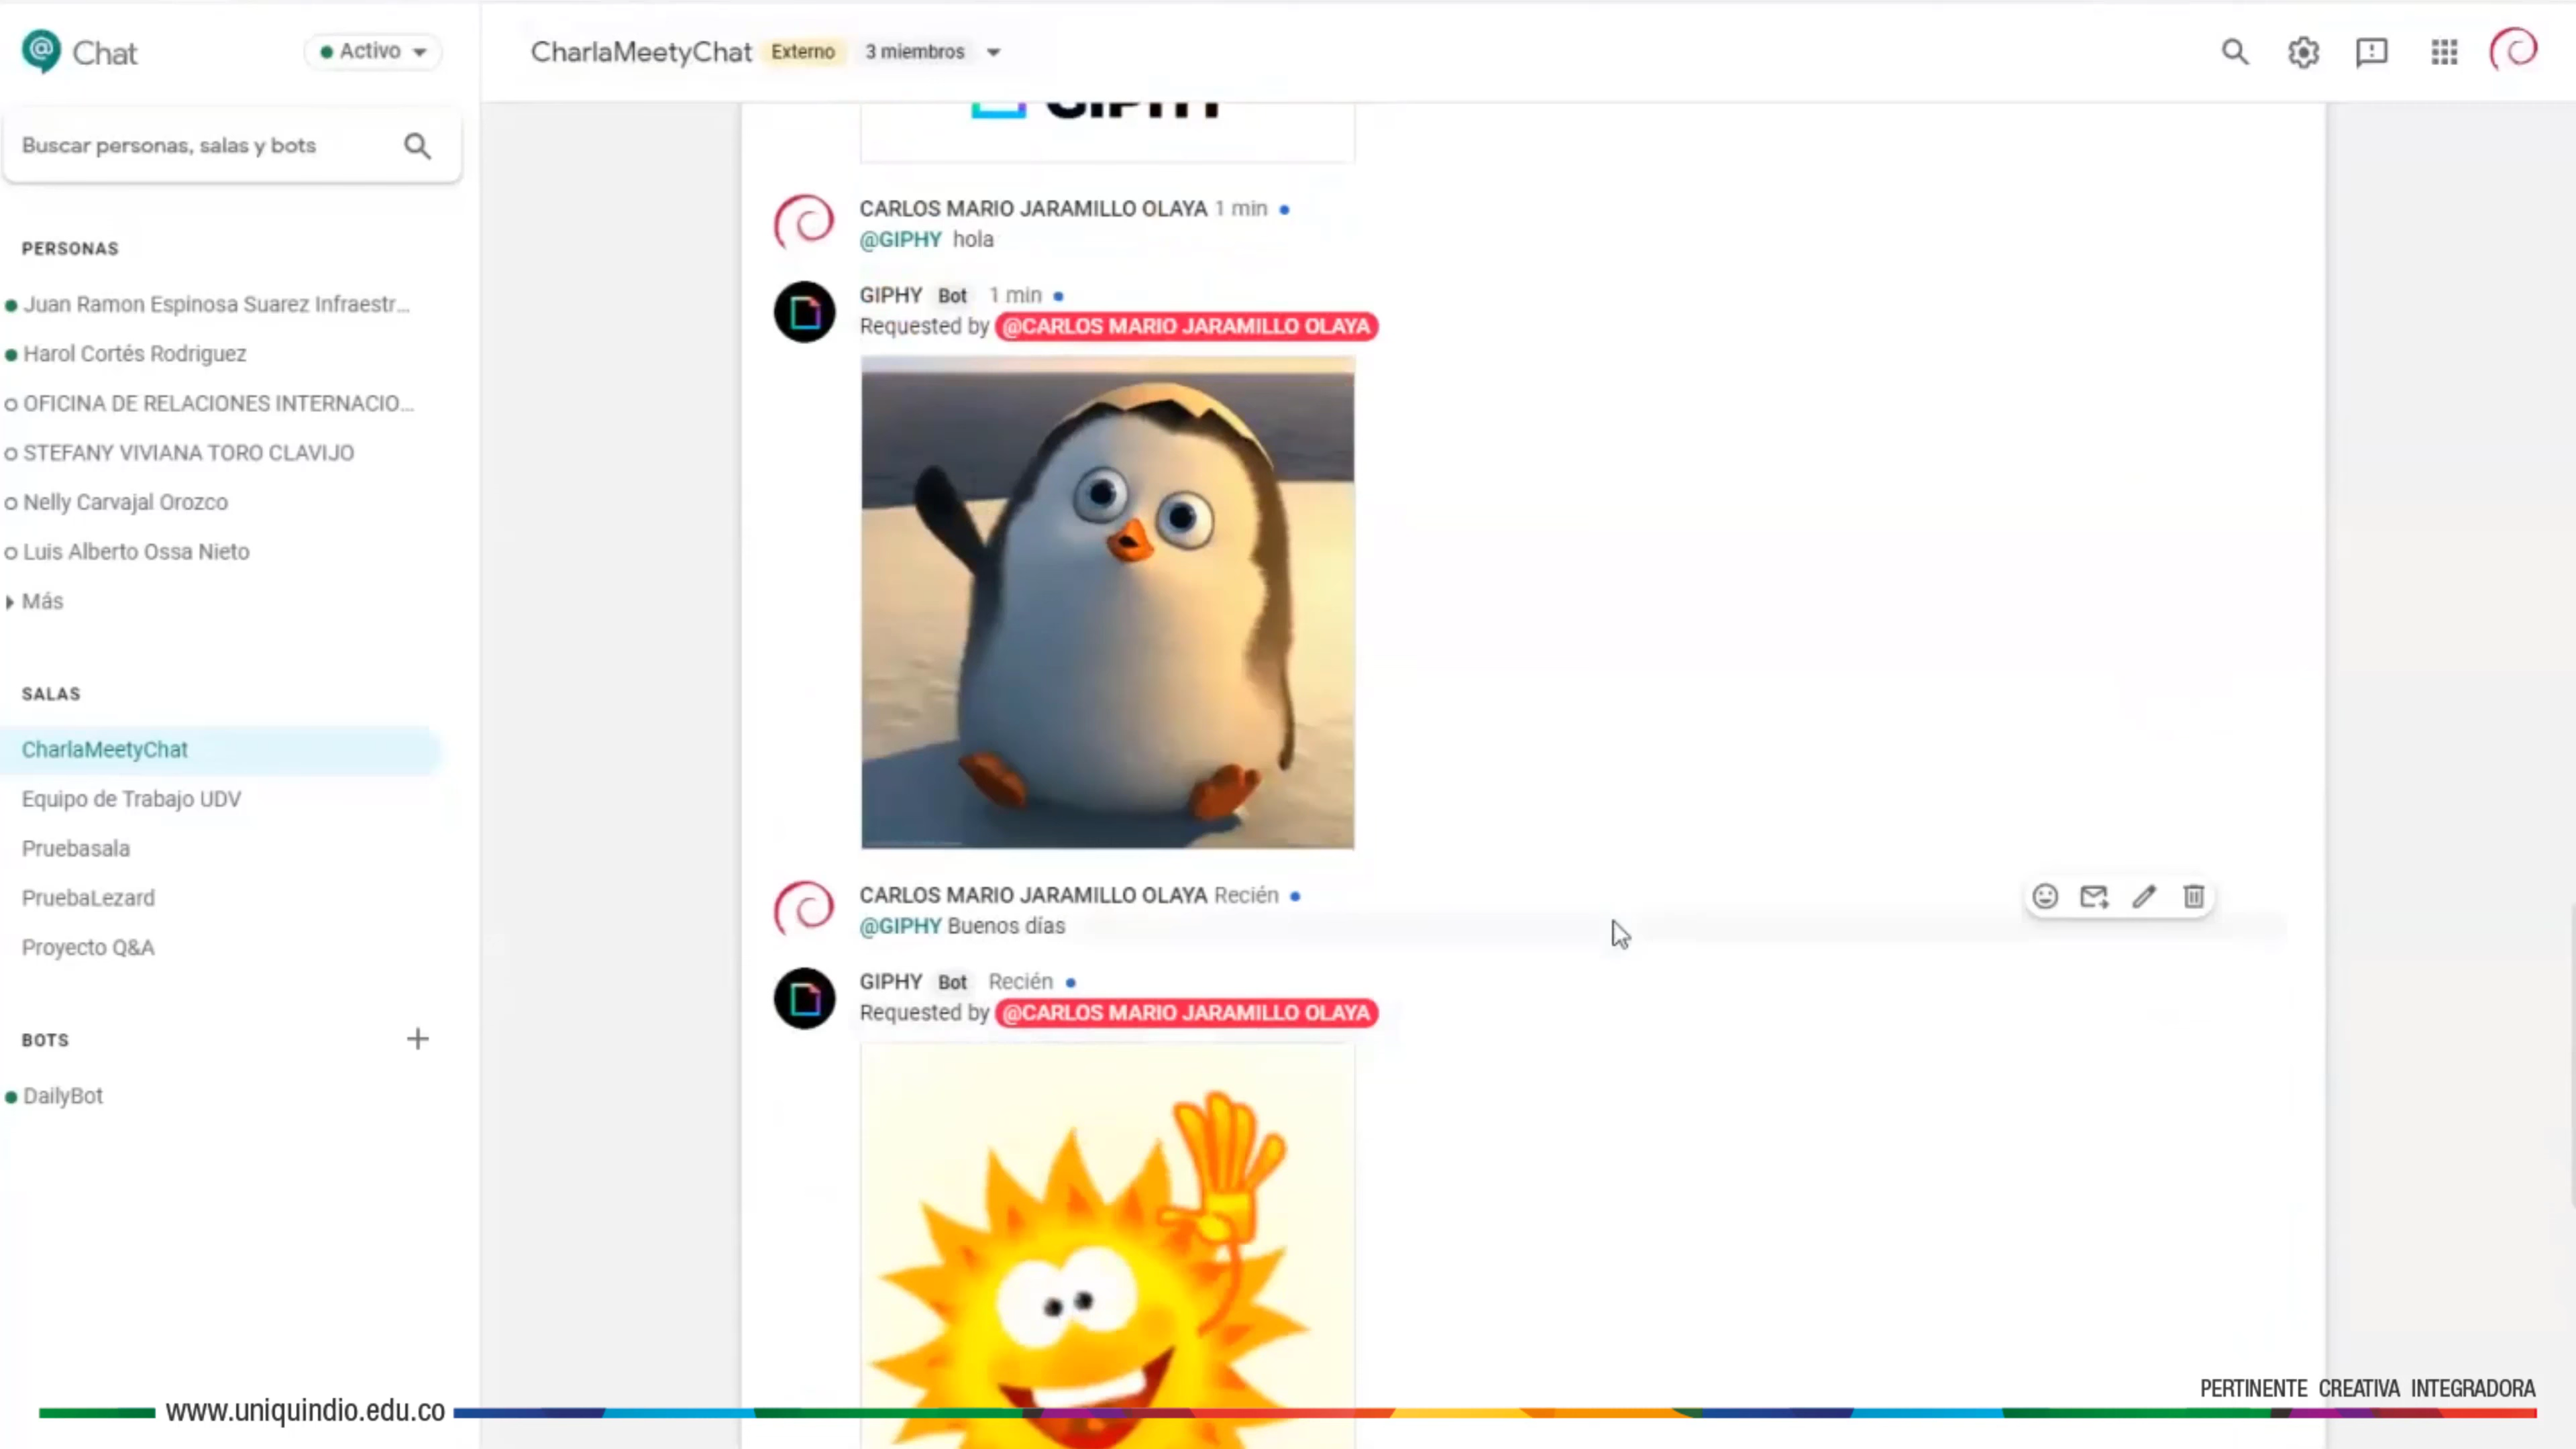 Chat
Activo
Buscar personas, salas y bots
PERSONAS
Juan Ramon Espinosa Suarez Infraestr...
Harol Cortés Rodriguez
OFICINA DE RELACIONES INTERNACIO...
STEFANY VIVIANA TORO CLAVIJO
Nelly Carvajal Orozco
Luis Alberto Ossa Nieto
Más
SALAS
CharlaMeetyChat
Equipo de Trabajo UDV
Pruebasala
PruebaLezard
Proyecto Q&A
BOTS
DailyBot
CharlaMeetyChat Externo 3 miembros
GIPHY
CARLOS MARIO JARAMILLO OLAYA 1 min
@GIPHY hola
GIPHY Bot 1 min
Requested by @CARLOS MARIO JARAMILLO OLAYA
CARLOS MARIO JARAMILLO OLAYA Recién
@GIPHY Buenos días
GIPHY Bot Recién
Requested by @CARLOS MARIO JARAMILLO OLAYA
PERTINENTE CREATIVA INTEGRADORA
www.uniquindio.edu.co